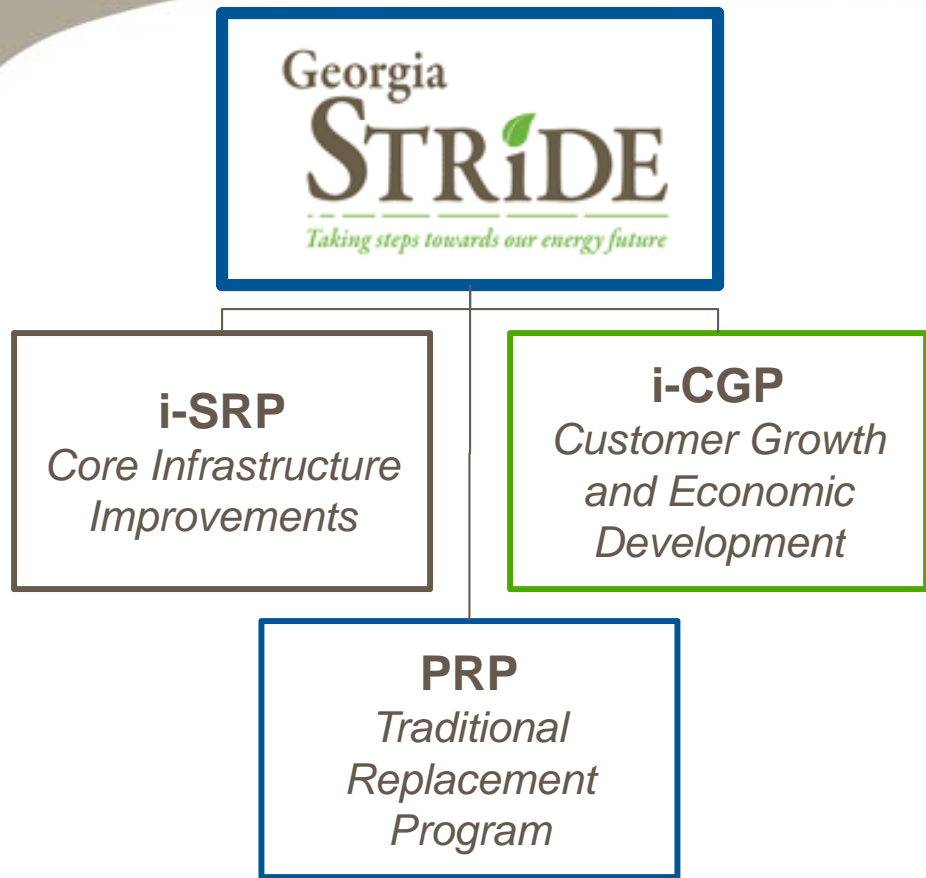 Georgia
STRiDE
Taking steps towards our energy future
i-SRP
Core Infrastructure
Improvements
i-CGP
Customer Growth
and Economic
Development
PRP
Traditional
Replacement
Program